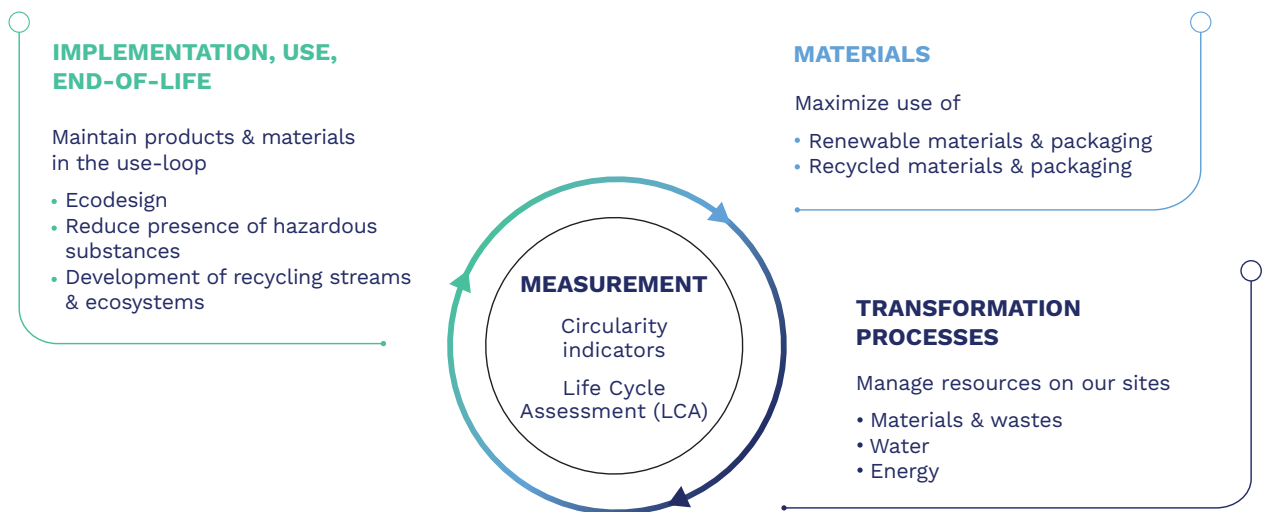 IMPLEMENTATION, USE,
END-OF-LIFE
Maintain products & materials
in the use-loop
• Ecodesign
• Reduce presence of hazardous
substances
• Development of recycling streams
& ecosystems
MEASUREMENT
Circularity
indicators
Life Cycle
Assessment (LCA)
MATERIALS
Maximize use of
• Renewable materials & packaging
• Recycled materials & packaging
TRANSFORMATION
PROCESSES
Manage resources on our sites
• Materials & wastes
• Water
• Energy